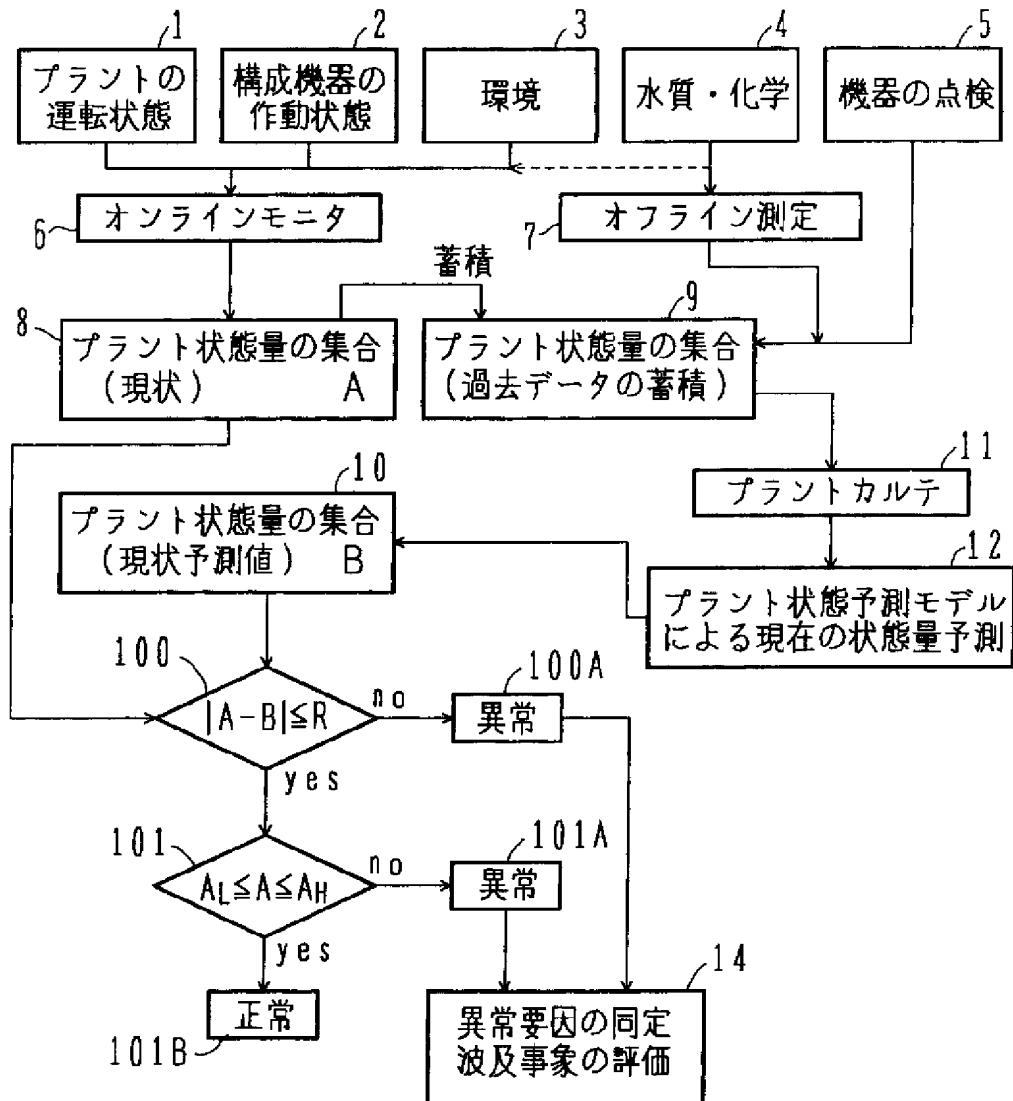 1
2
3
4
5
プラントの
運転状態
構成機器の
作動状態
環境
水質・化学
機器の点検
6
オンラインモニタ
7
オフライン測定
蓄積
8
プラント状態量の集合
(現状) A
9
プラント状態量の集合
(過去データの蓄積)
10
プラント状態量の集合
(現状予測値) B
11
プラントカルテ
12
プラント状態予測モデル
による現在の状態量予測
100
|A-B|≦R
no
100A
異常
yes
101
AL≦A≦AH
no
101A
異常
yes
正常
101B
14
異常要因の同定
波及事象の評価